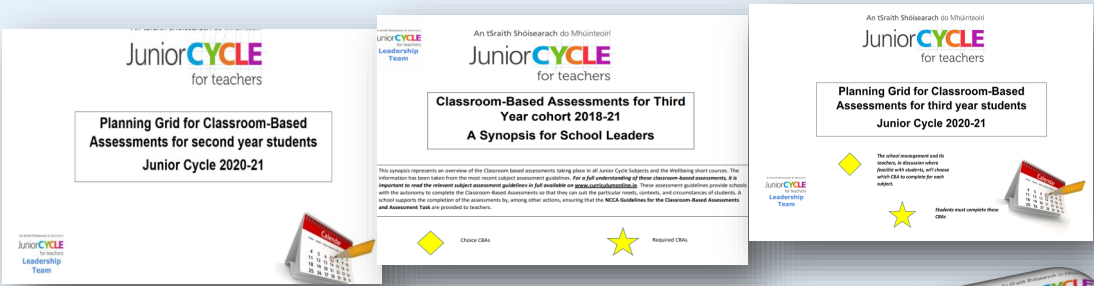 JuniorCYCLE
for teachers
Planning Grid for Classroom-Based
Assessments for second year students
Junior Cycle 2020-21
JuniorCYCLE
for teachers
Leadership
Team
Calendar
uniorCYCLE
for teachers
Leadership
Team
An tSraith Shóisearach do Mhúinteoirí
JuniorCYCLE
for teachers
Classroom-Based Assessments for Third
Year cohort 2018-21
A Synopsis for School Leaders
This synopsis represents an overview of the Classroom based assessments taking place in all Junior Cycle Subjects and the Wellbeing short courses. The
information has been taken from the most recent subject assessment guidelines. For a full understanding of these classroom-based assessments, it is
important to read the relevant subject assessment guidelines in full available on www.curriculumonline.ie. These assessment guidelines provide schools
with the autonomy to complete the Classroom-Based Assessments so that they can suit the particular needs, contexts, and circumstances of students. A
school supports the completion of the assessments by, among other actions, ensuring that the NCCA Guidelines for the Classroom-Based Assessments
and Assessment Task are provided to teachers.
Choice CBAs
Required CBAs
An tSraith Shóisearach do Mhúinteoirí
JuniorCYCLE
for teachers
Planning Grid for Classroom-Based
Assessments for third year students
Junior Cycle 2020-21
The school management and its
teachers, in discussion where
feasible with students, will choose
which CBA to complete for each
subject.
Students must complete these
CBAs
JuniorCYCLE
for teachers
Leadership
Team
Calendar